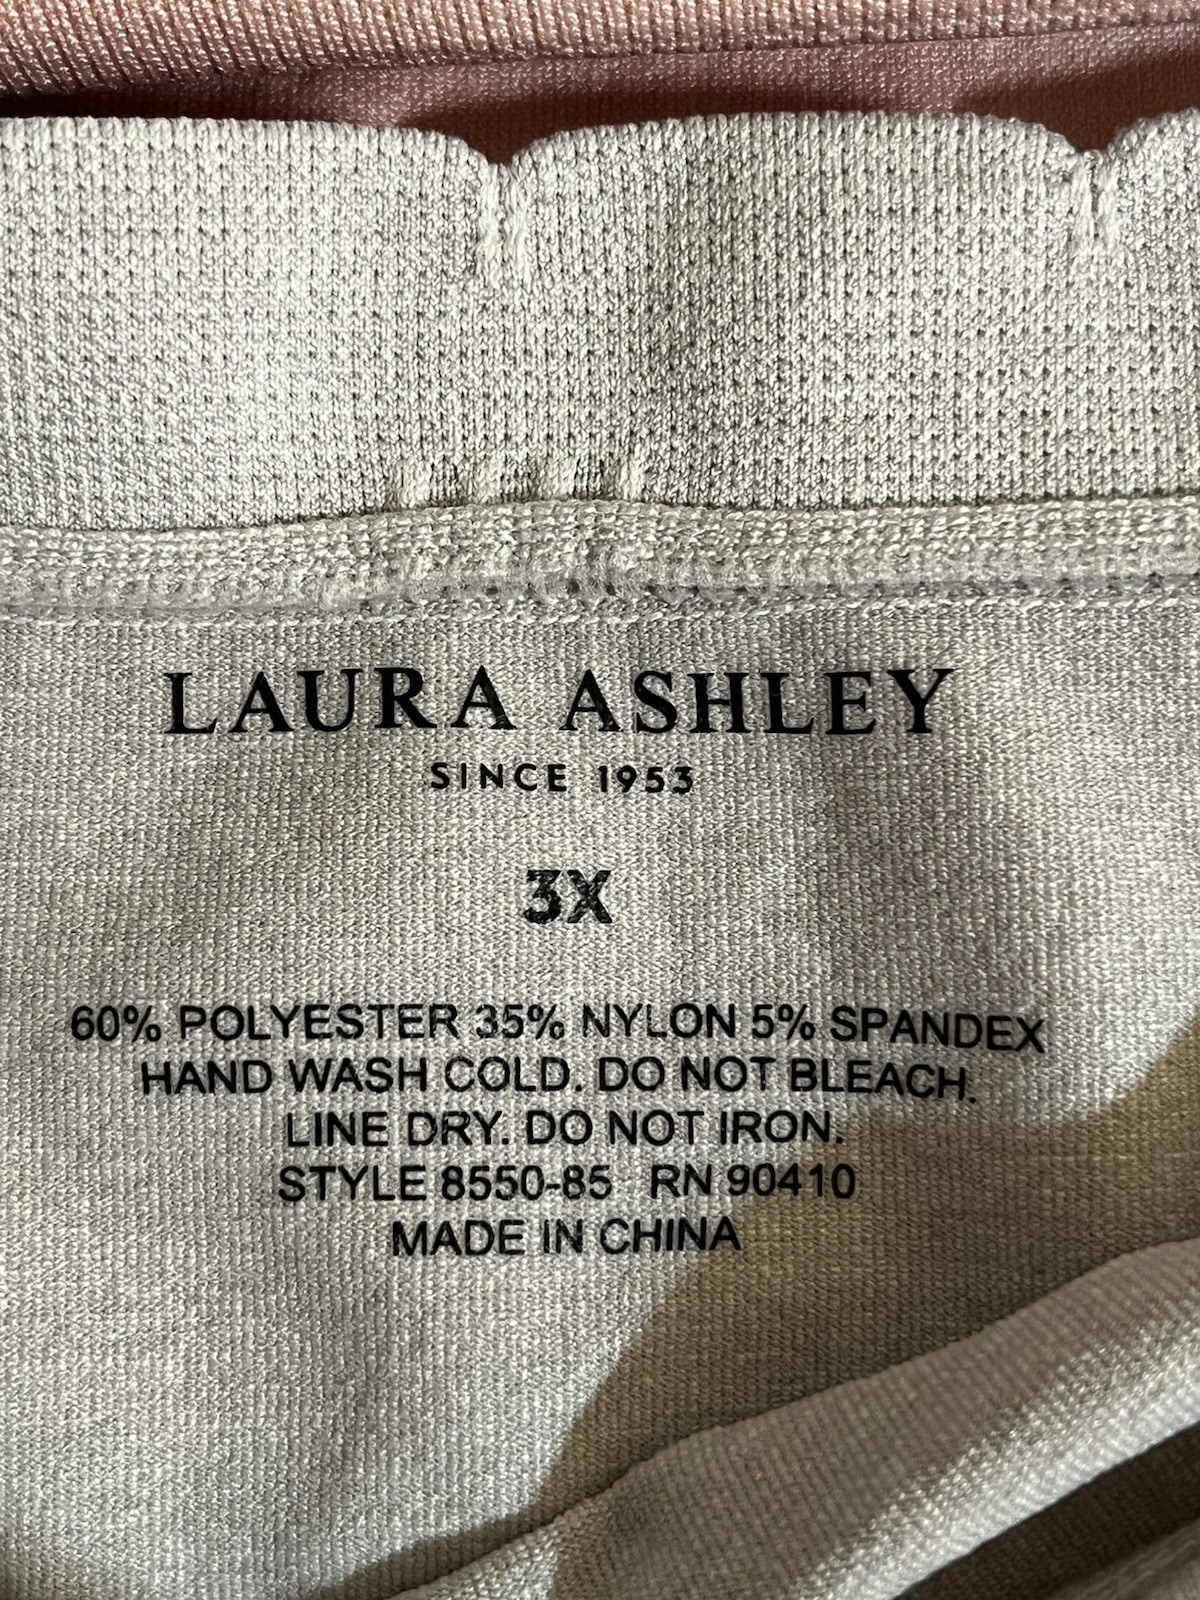 LAURA ASHLEY
SINCE 1953
3X
60% POLYESTER 35% NYLON 5% SPANDEX
HAND WASH COLD. DO NOT BLEACH.
LINE DRY. DO NOT IRON.
STYLE 8550-85 RN 90410
MADE IN CHINA